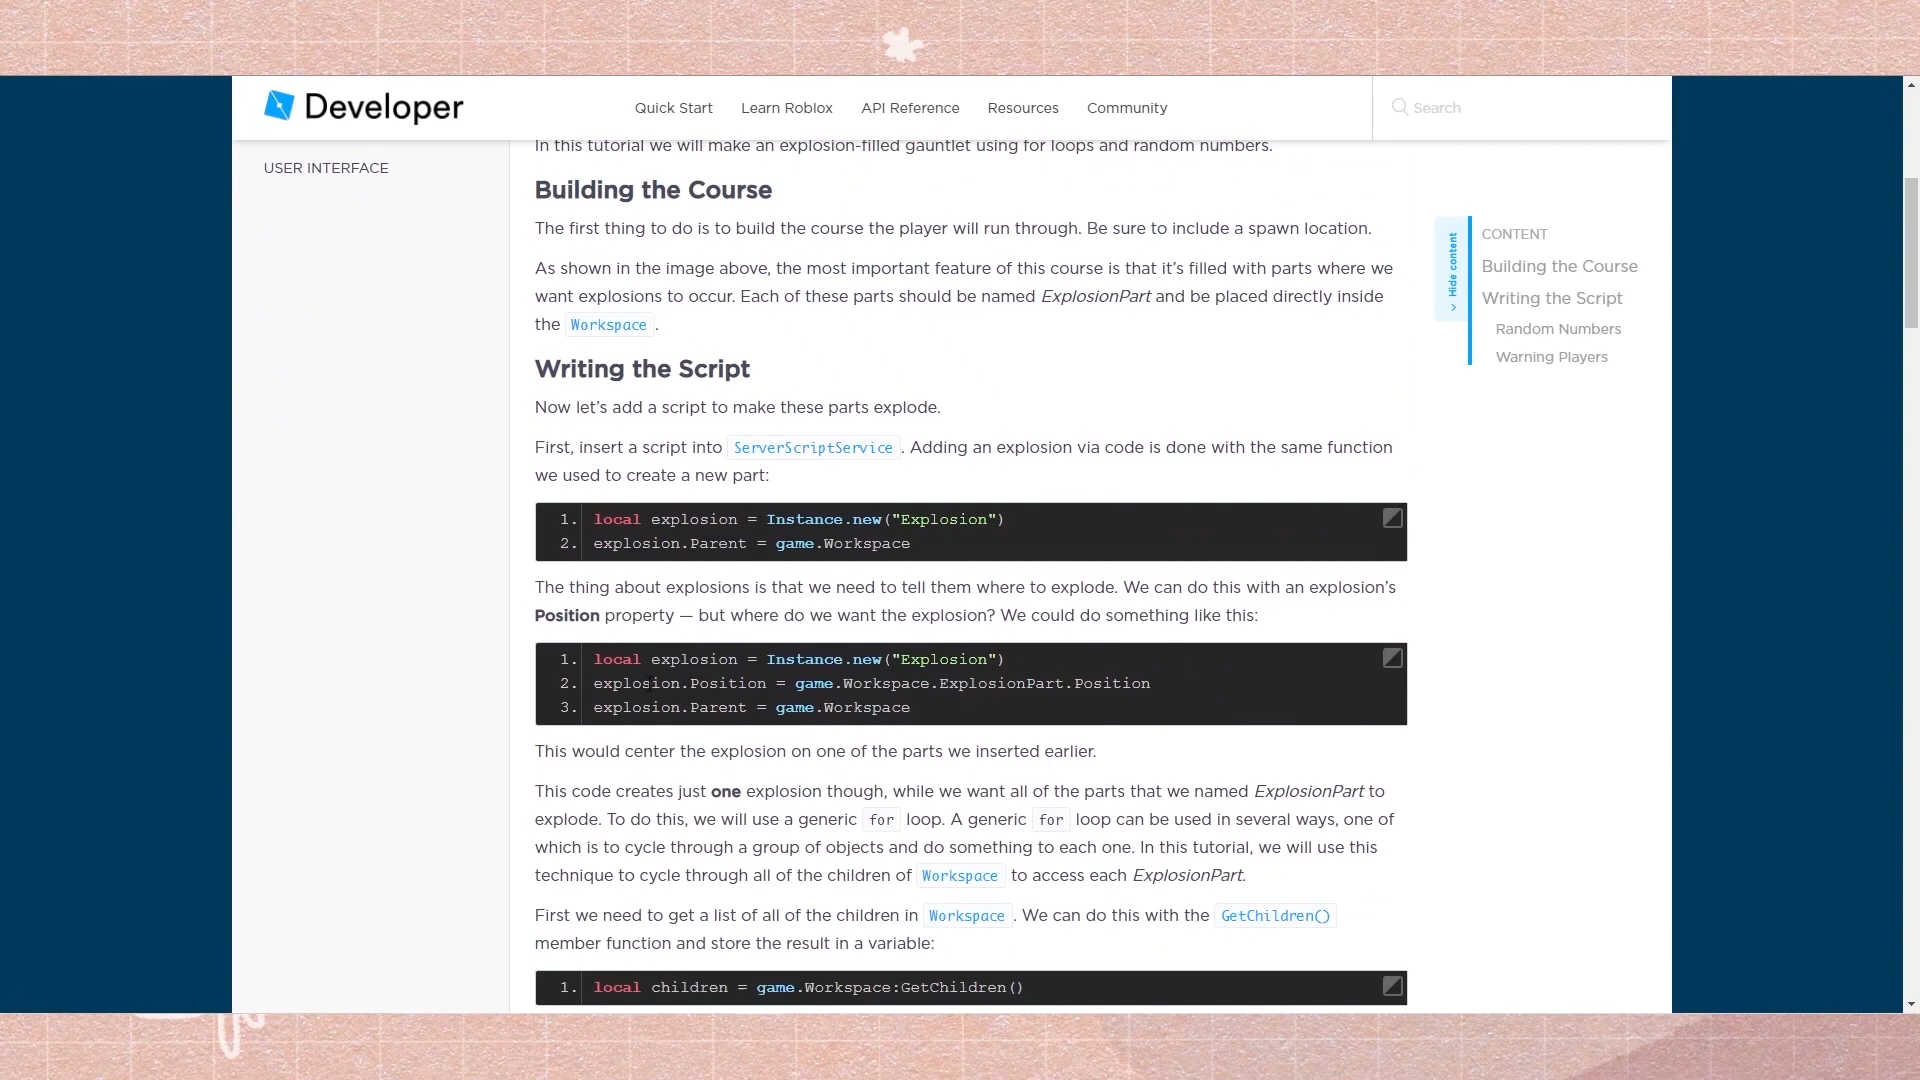 Developer
Quick Start Learn Roblox API Reference Resources Community
Search
USER INTERFACE
In this tutorial we will make an explosion-filled gauntlet using for loops and random numbers.
Building the Course
The first thing to do is to build the course the player will run through. Be sure to include a spawn location.
As shown in the image above, the most important feature of this course is that it’s filled with parts where we
want explosions to occur. Each of these parts should be named ExplosionPart and be placed directly inside
the Workspace .
Writing the Script
Now let’s add a script to make these parts explode.
First, insert a script into ServerScriptService . Adding an explosion via code is done with the same function
we used to create a new part:
1. local explosion = Instance.new("Explosion")
2. explosion.Parent = game.Workspace
The thing about explosions is that we need to tell them where to explode. We can do this with an explosion’s
Position property — but where do we want the explosion? We could do something like this:
1. local explosion = Instance.new("Explosion")
2. explosion.Position = game.Workspace.ExplosionPart.Position
3. explosion.Parent = game.Workspace
This would center the explosion on one of the parts we inserted earlier.
This code creates just one explosion though, while we want all of the parts that we named ExplosionPart to
explode. To do this, we will use a generic for loop. A generic for loop can be used in several ways, one of
which is to cycle through a group of objects and do something to each one. In this tutorial, we will use this
technique to cycle through all of the children of Workspace to access each ExplosionPart.
First we need to get a list of all of the children in Workspace . We can do this with the GetChildren()
member function and store the result in a variable:
1. local children = game.Workspace:GetChildren()
Hide content
CONTENT
Building the Course
Writing the Script
Random Numbers
Warning Players